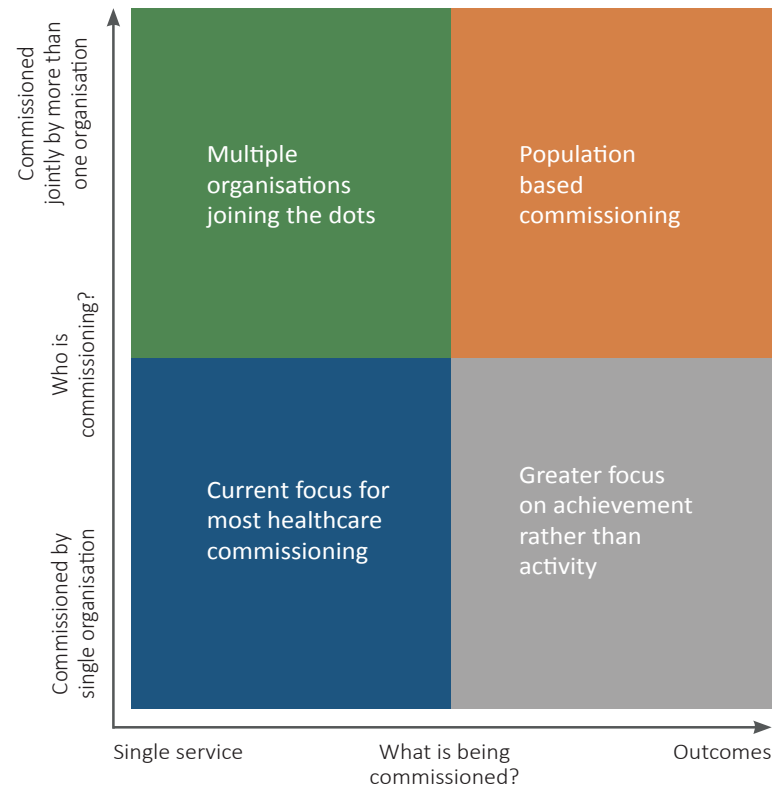 Commissioned
jointly by more than
one organisation
Multiple
organisations
joining the dots
Population
based
commissioning
Who is
commissioning?
Current focus for
most healthcare
commissioning
Greater focus
on achievement
rather than
activity
Commissioned by
single organisation
Single service
What is being
commissioned?
Outcomes